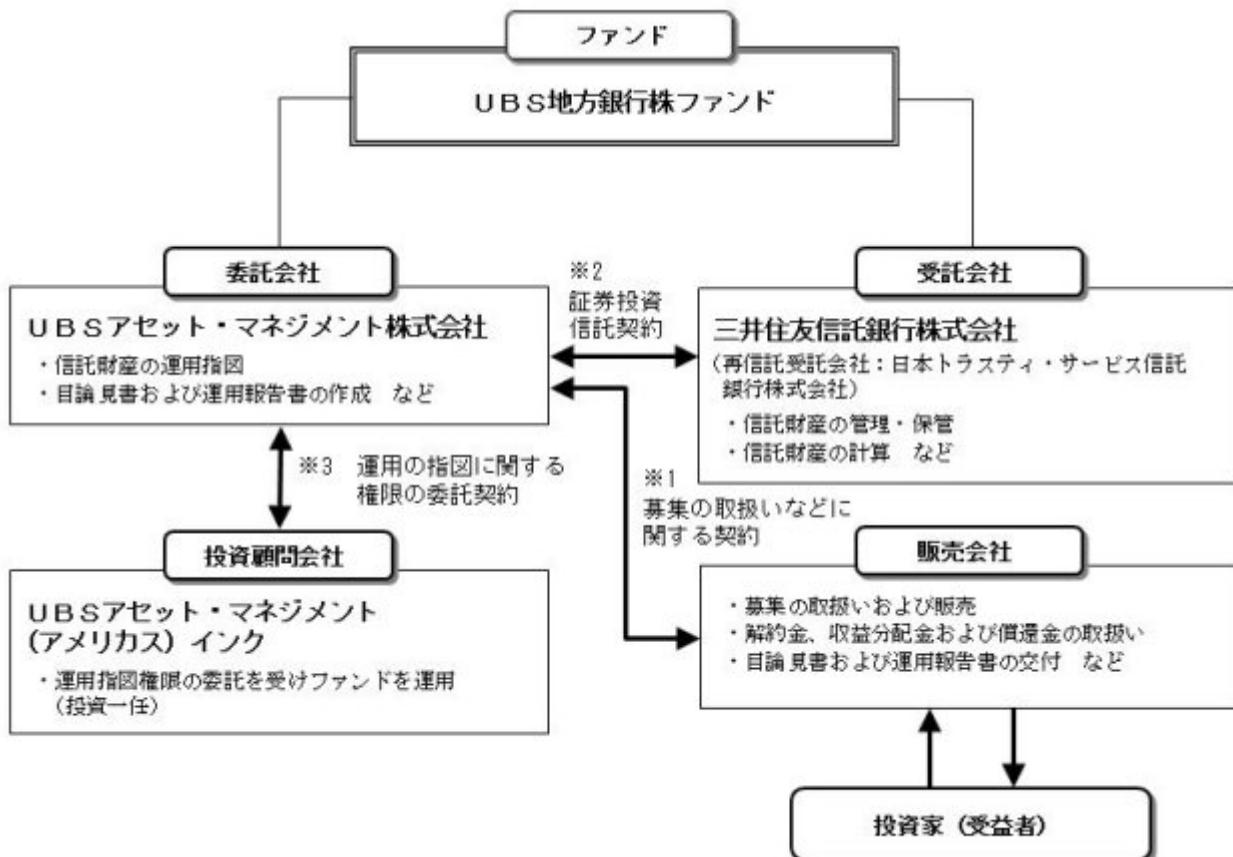 ファンド
ＵＢＳ地方銀行株ファンド
委託会社
ＵＢＳアセット・マネジメント株式会社
・信託財産の運用指図
・目論見書および運用報告書の作成　など
※2
証券投資
信託契約
受託会社
三井住友信託銀行株式会社
（再信託受託会社：日本トラスティ・サービス信託
銀行株式会社）
・信託財産の管理・保管
・信託財産の計算　など
※3　運用の指図に関する
権限の委託契約
※1
募集の取扱いなどに
関する契約
投資顧問会社
ＵＢＳアセット・マネジメント
（アメリカス）インク
・運用指図権限の委託を受けファンドを運用
（投資一任）
販売会社
・募集の取扱いおよび販売
・解約金、収益分配金および償還金の取扱い
・目論見書および運用報告書の交付　など
投資家（受益者）